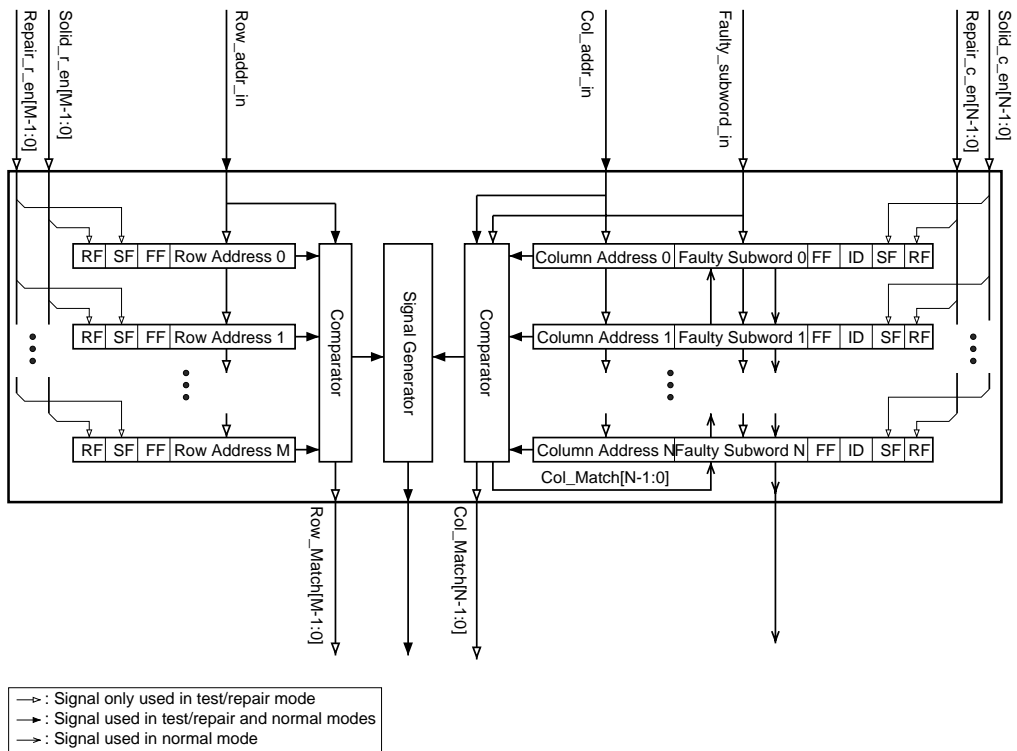 Repair_r_en[M-1:0]
Solid_r_en[M-1:0]
Row_addr_in
Col_addr_in
Faulty_subword_in
Repair_c_en[N-1:0]
Solid_c_en[N-1:0]
RF SF FF Row Address 0
Column Address 0 Faulty Subword 0 FF ID SF RF
RF SF FF Row Address 1
Column Address 1 Faulty Subword 1 FF ID SF RF
Comparator
Signal Generator
Comparator
RF SF FF Row Address M
Column Address N Faulty Subword N FF ID SF RF
Col_Match[N-1:0]
Row_Match[M-1:0]
Col_Match[N-1:0]
: Signal only used in test/repair mode
: Signal used in test/repair and normal modes
: Signal used in normal mode